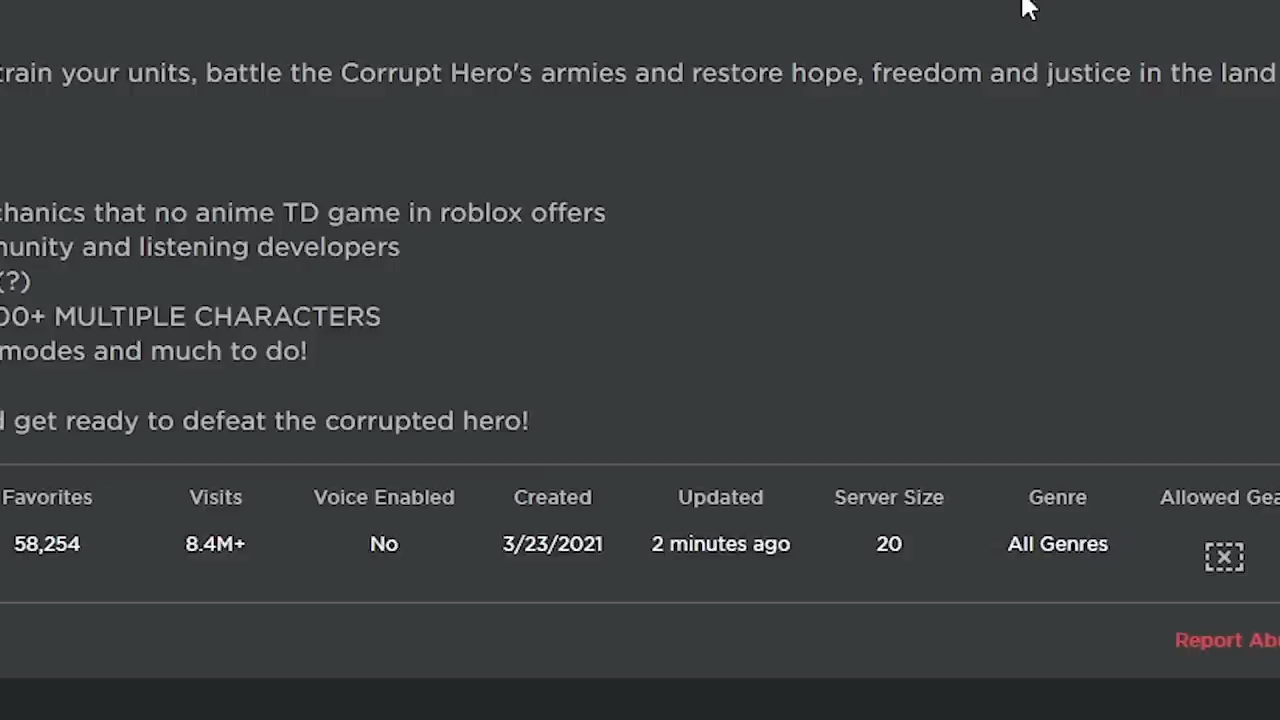 train your units, battle the Corrupt Hero's armies and restore hope, freedom and justice in the land
chanics that no anime TD game in roblox offers
nunity and listening developers
(?)
00+ MULTIPLE CHARACTERS
modes and much to do!
d get ready to defeat the corrupted hero!
Favorites Visits Voice Enabled Created Updated Server Size Genre Allowed Gea
58,254 8.4M+ No 3/23/2021 2 minutes ago 20 All Genres
Report Abu